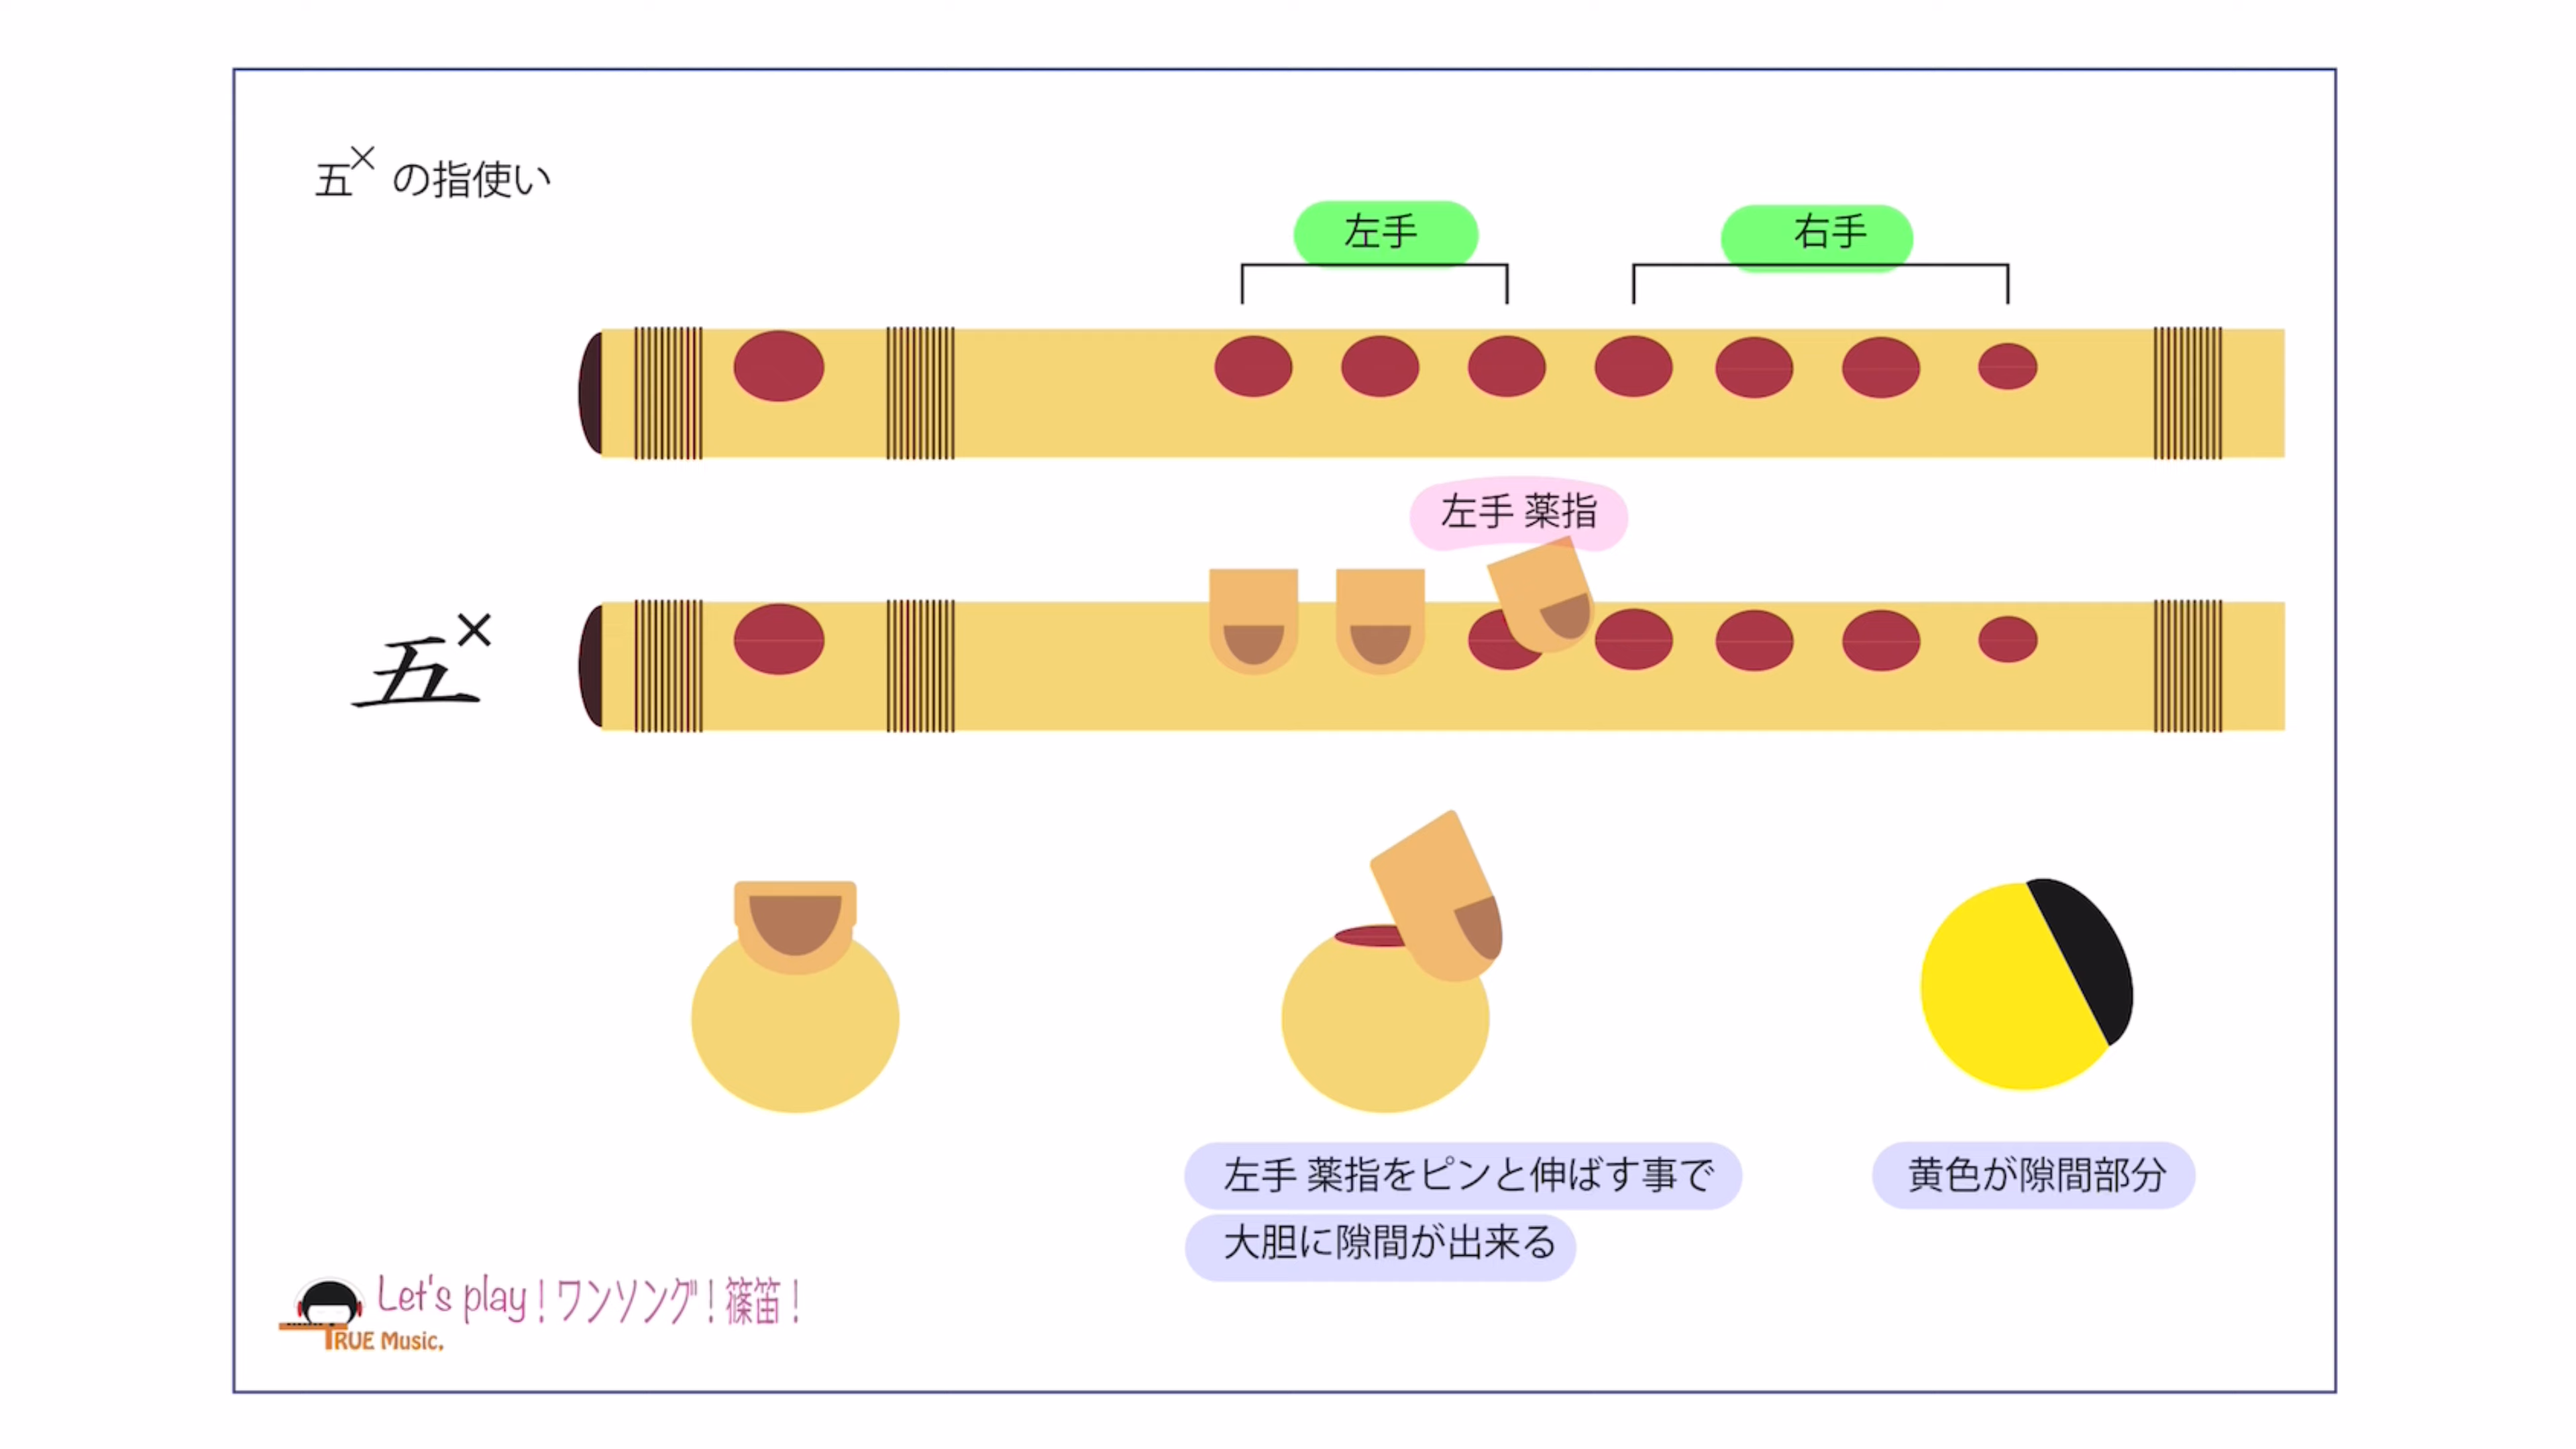 五× の指使い
左手
右手
左手 薬指
五×
左手 薬指をピンと伸ばす事で
大胆に隙間が出来る
黄色が隙間部分
Let's play！ワンソング！篠笛！
TRUE Music.